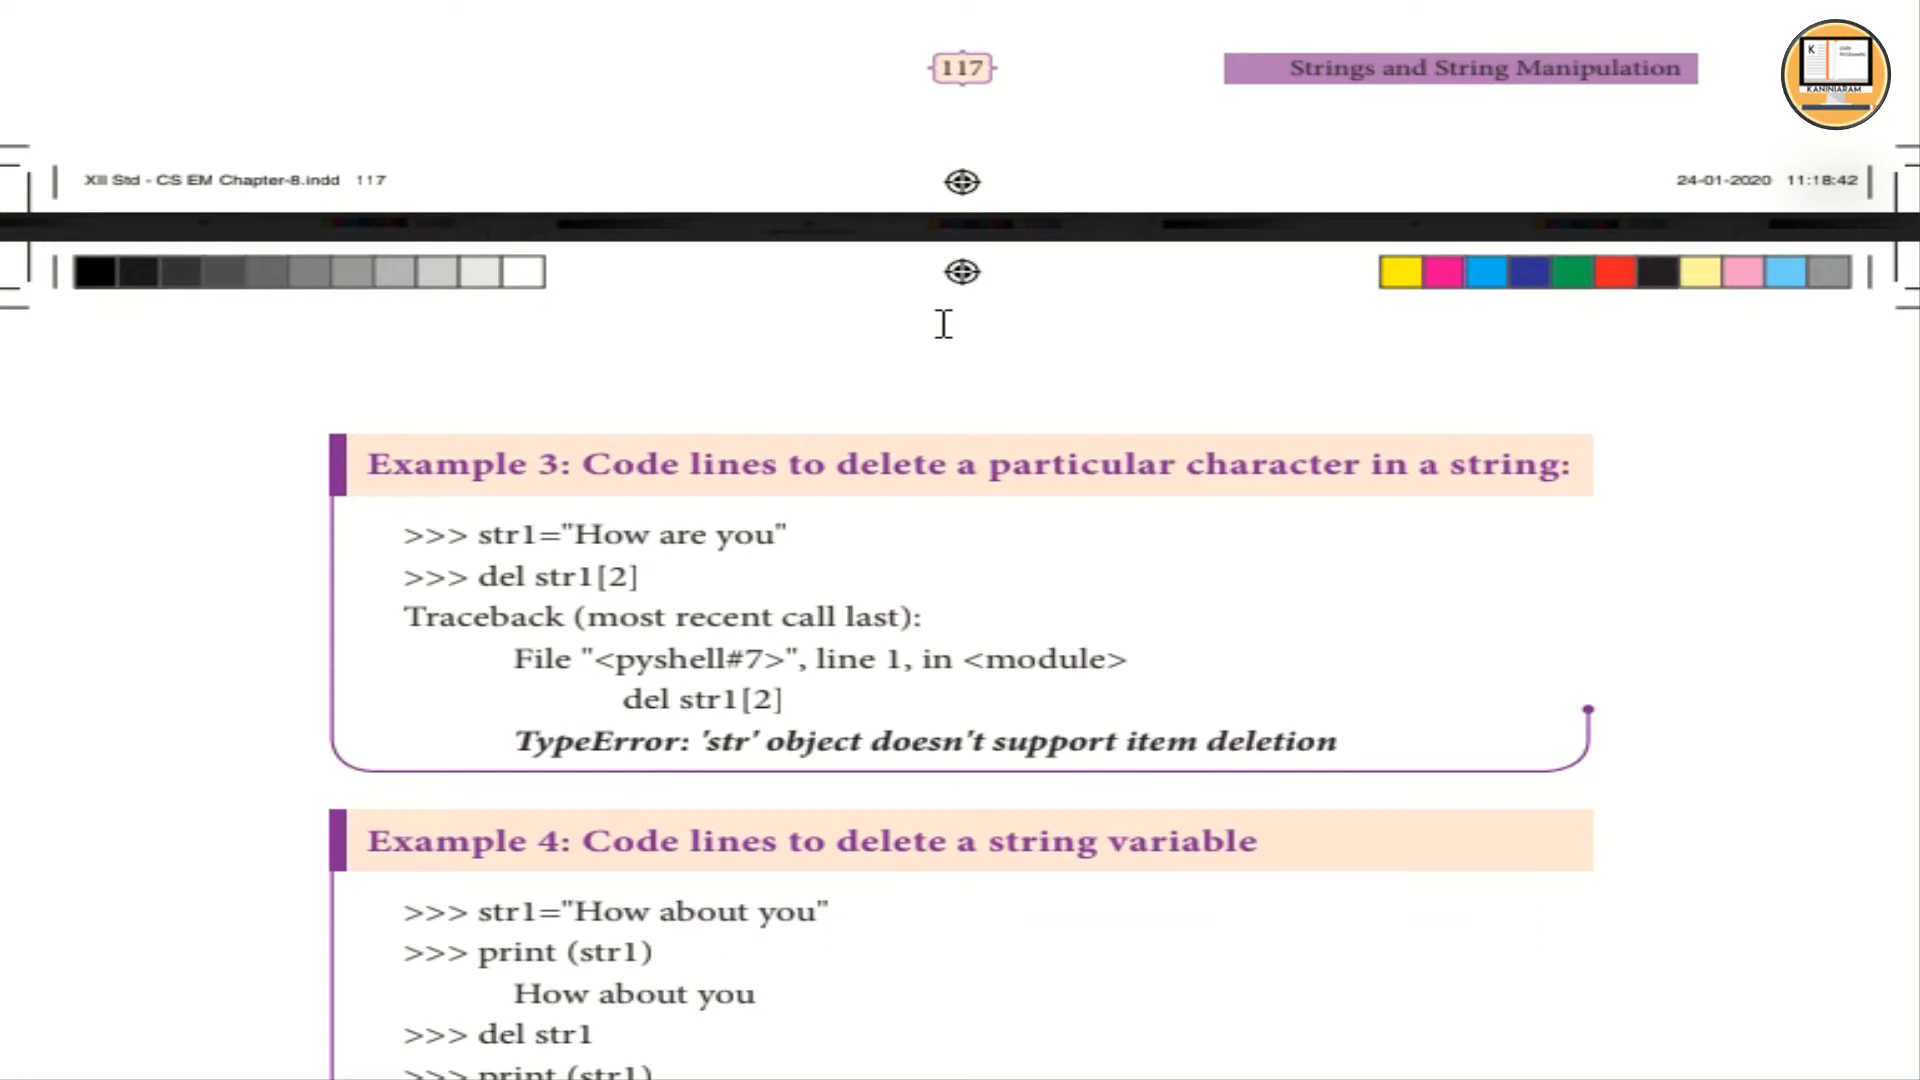 117
Strings and String Manipulation
K
KANINIARAM
XII Std - CS EM Chapter-8.indd 117
24-01-2020 11:18:42
Example 3: Code lines to delete a particular character in a string:
>>> str1="How are you"
>>> del str1[2]
Traceback (most recent call last):
File "<pyshell#7>", line 1, in <module>
del str1[2]
TypeError: 'str' object doesn't support item deletion
Example 4: Code lines to delete a string variable
>>> str1="How about you"
>>> print (str1)
How about you
>>> del str1
>>> print (str1)